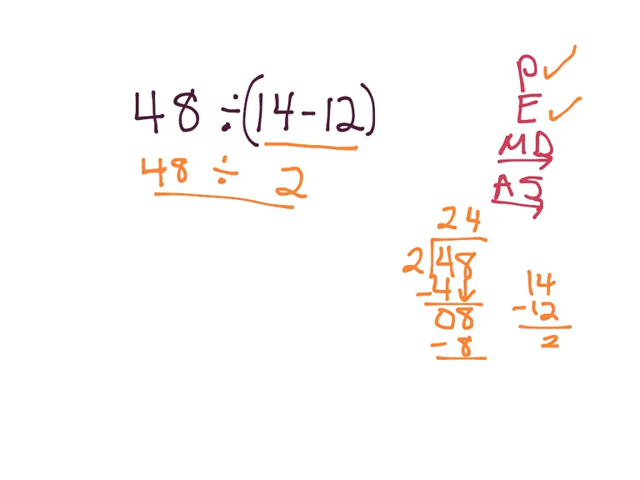 48 ÷ (14 - 12)
48 ÷ 2
P ✓
E ✓
MD
AS
24
2 48
- 4
08
- 8
14
- 12
2